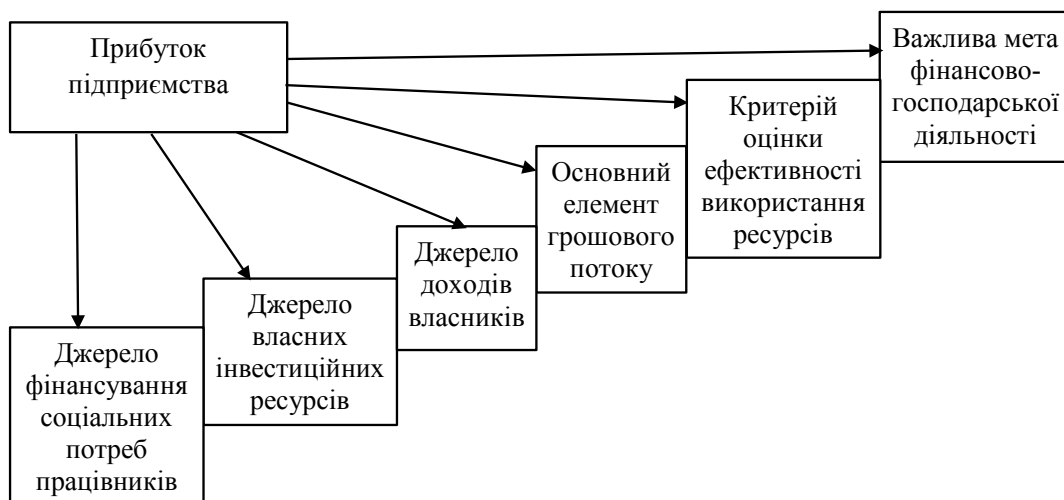 Прибуток
підприємства
Важлива мета
фінансово-
господарської
діяльності
Критерій
оцінки
ефективності
використання
ресурсів
Основний
елемент
грошового
потоку
Джерело
доходів
власників
Джерело
власних
інвестиційних
ресурсів
Джерело
фінансування
соціальних
потреб
працівників